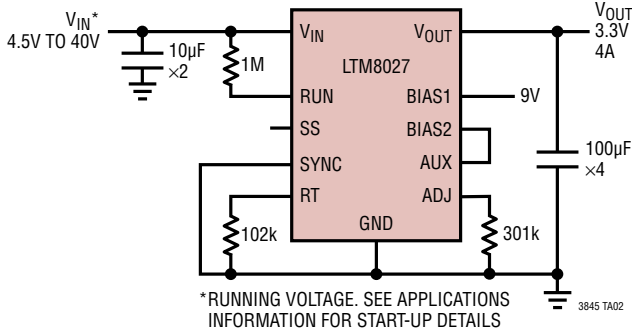 VIN*
4.5V TO 40V
10µF
×2
1M
VIN
RUN
SS
SYNC
RT
LTM8027
GND
VOUT
BIAS1
BIAS2
AUX
ADJ
102k
301k
9V
VOUT
3.3V
4A
100µF
×4
*RUNNING VOLTAGE. SEE APPLICATIONS
INFORMATION FOR START-UP DETAILS
3845 TA02